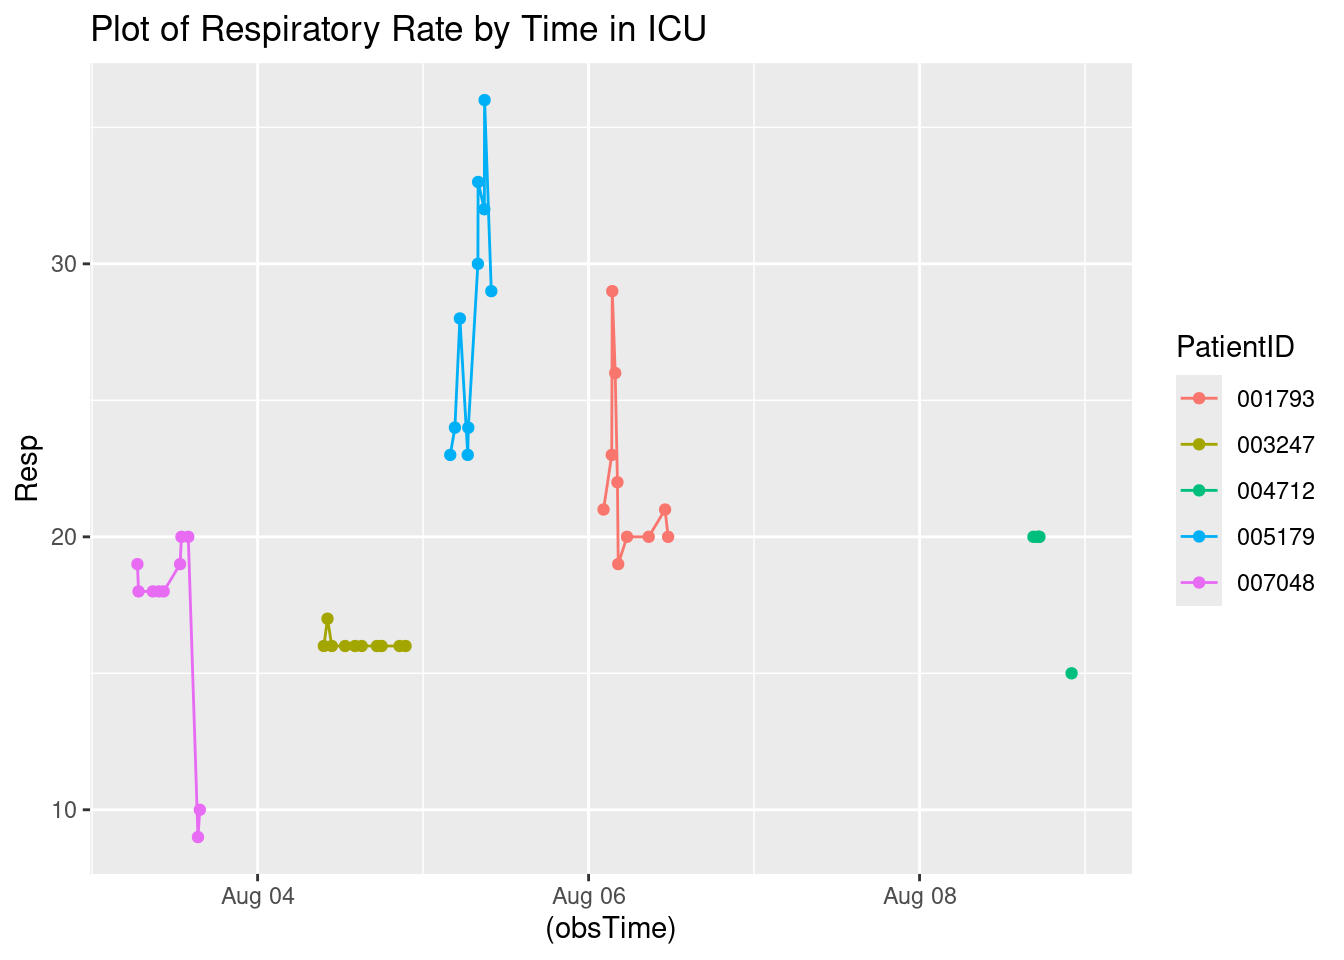 Plot of Respiratory Rate by Time in ICU
30
20
10
Resp
Aug 04
Aug 06
Aug 08
(obsTime)
PatientID
001793
003247
004712
005179
007048